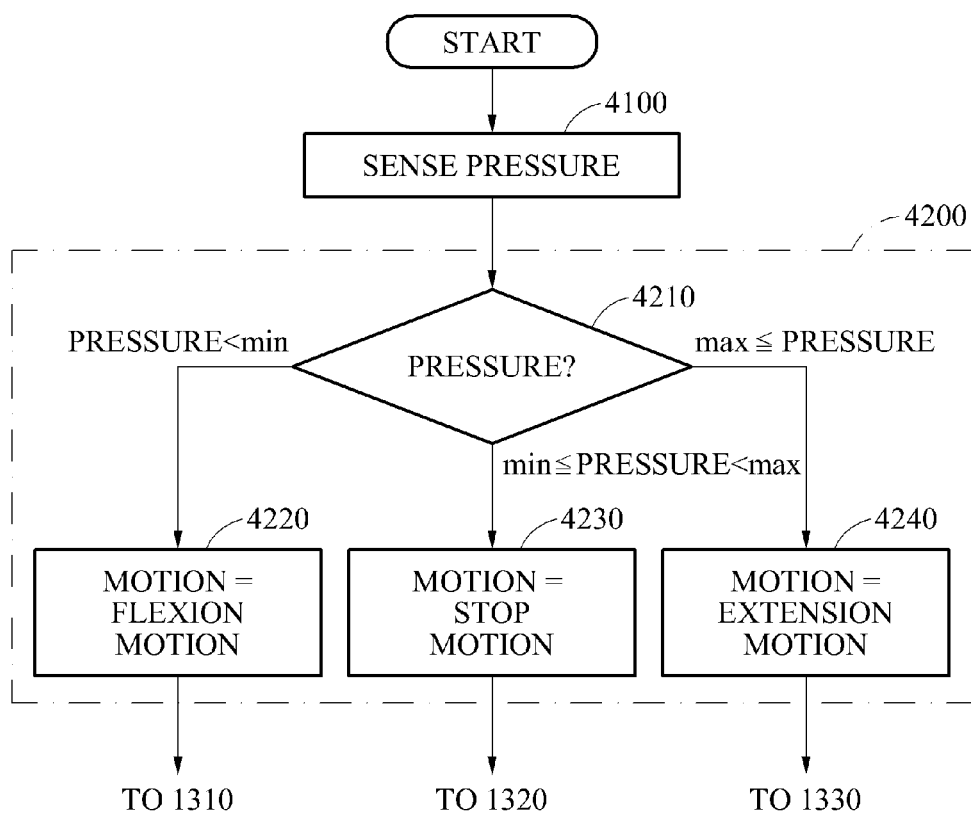 START
4100
SENSE PRESSURE
4200
4210
PRESSURE<min
PRESSURE?
max ≦ PRESSURE
min≦PRESSURE<max
4220
4230
4240
MOTION =
FLEXION
MOTION
MOTION =
STOP
MOTION
MOTION =
EXTENSION
MOTION
TO 1310
TO 1320
TO 1330